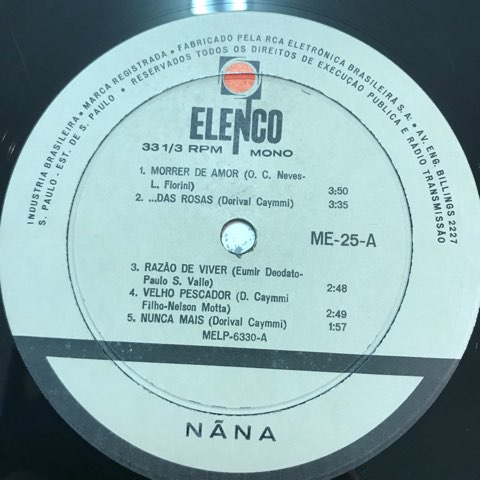 INDUSTRIA BRASILEIRA • MARCA REGISTRADA • FABRICADO PELA RCA ELETRÔNICA BRASILEIRA S.A. • AV. ENG. BILLINGS 2227
S. PAULO . EST. DE S. PAULO • RESERVADOS TODOS OS DIREITOS DE EXECUÇÃO PUBLICA E RÁDIO TRANSMISSÃO
ELENCO
33 1/3 RPM MONO
1. MORRER DE AMOR (O. C. Neves-
L. Fiorini) 3:50
2. ...DAS ROSAS (Dorival Caymmi) 3:35
ME-25-A
3. RAZÃO DE VIVER (Eumir Deodato-
Paulo S. Valle) 2:48
4. VELHO PESCADOR (D. Caymmi
Filho-Nelson Motta) 2:49
5. NUNCA MAIS (Dorival Caymmi) 1:57
MELP-6330-A
NÃNA